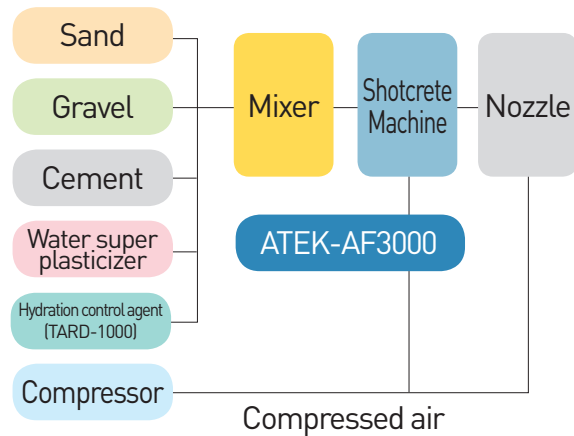 Sand
Gravel
Cement
Water super
plasticizer
Hydration control agent
(TARD-1000)
Compressor
Mixer
Shotcrete
Machine
Nozzle
ATEK-AF3000
Compressed air